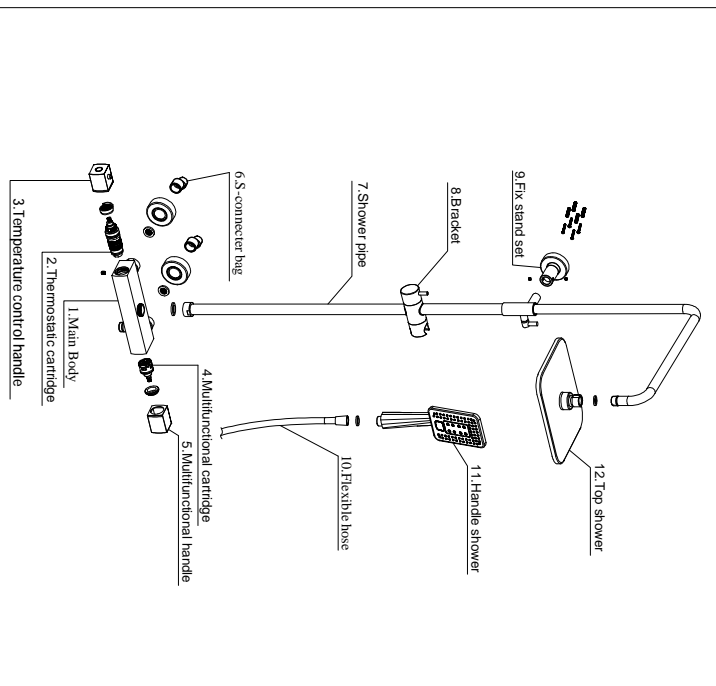 1.Main Body
2.Thermostatic cartridge
3.Temperature control handle
4.Multifunctional cartridge
5.Multifunctional handle
6.S-connecter bag
7.Shower pipe
8.Bracket
9.Fix stand set
10.Flexible hose
11.Handle shower
12.Top shower